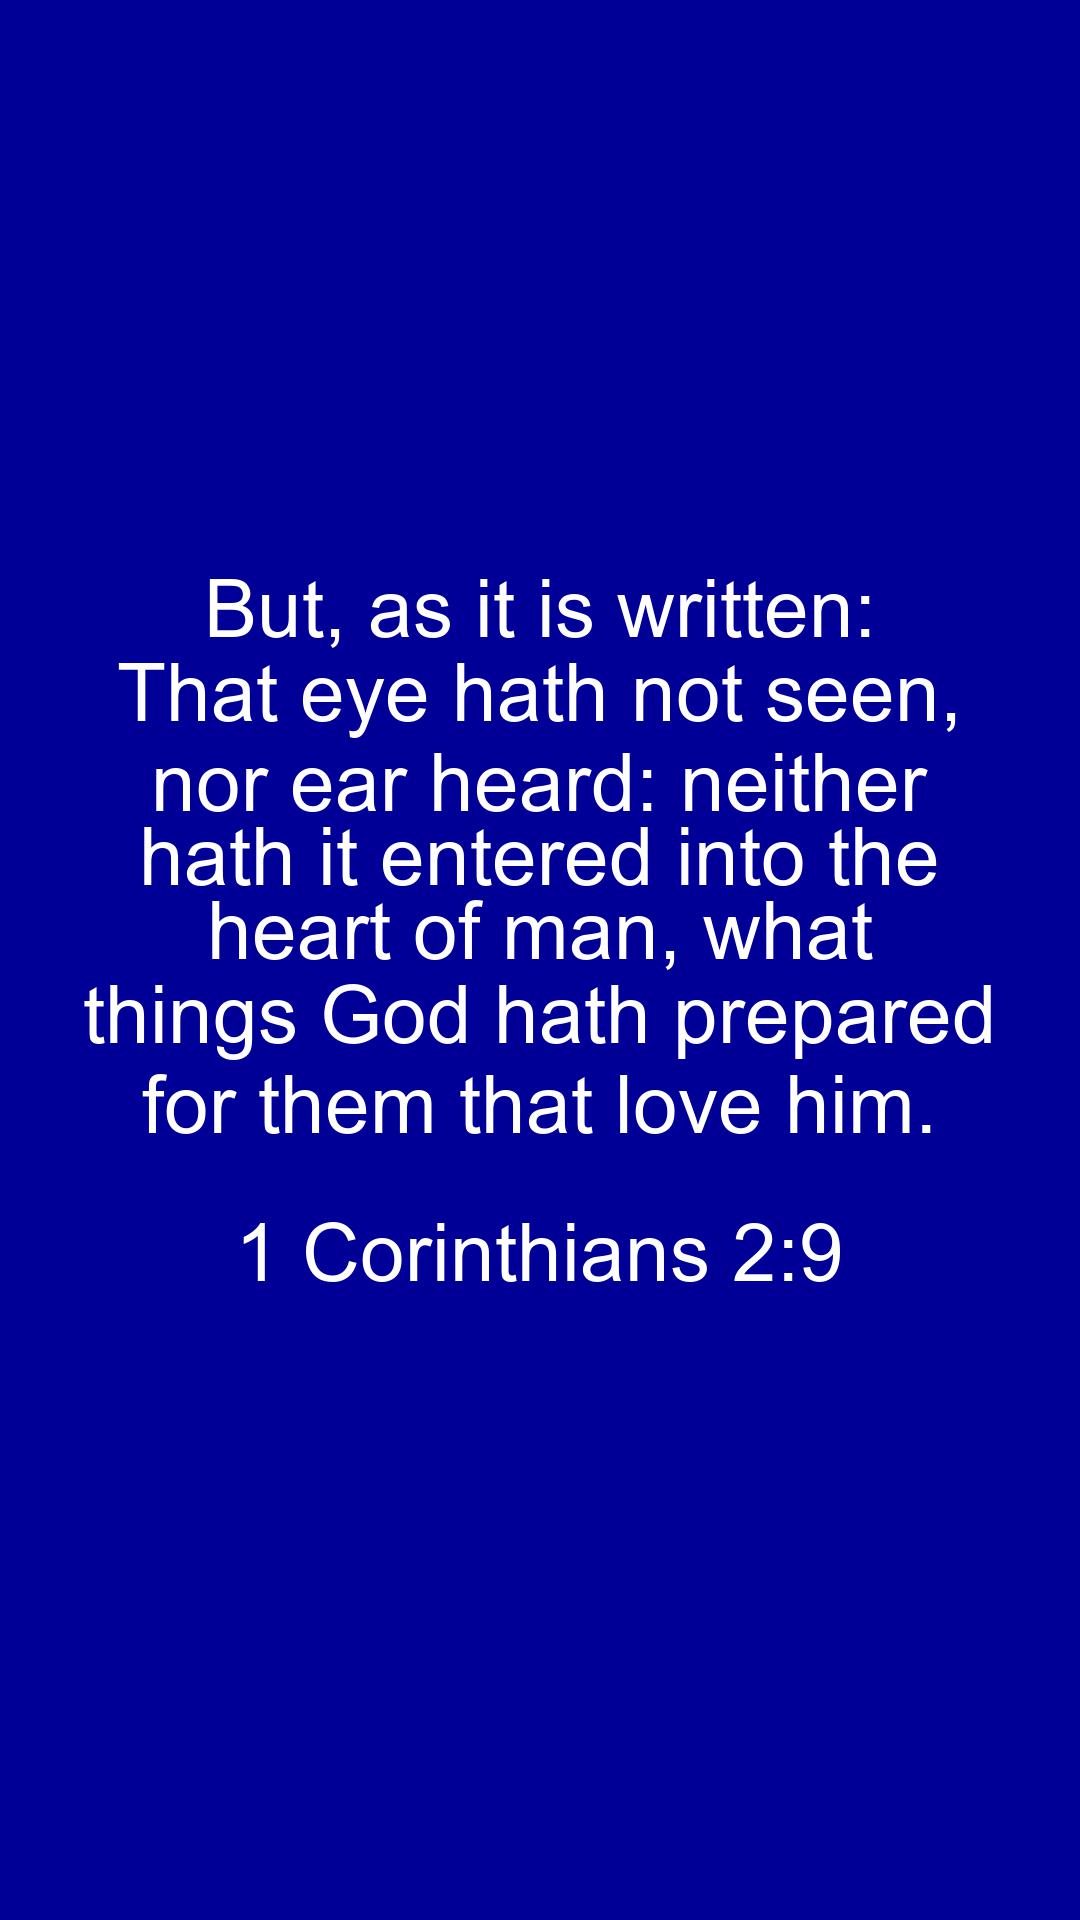 But, as it is written:
That eye hath not seen,
nor ear heard: neither
hath it entered into the
heart of man, what
things God hath prepared
for them that love him.
1 Corinthians 2:9